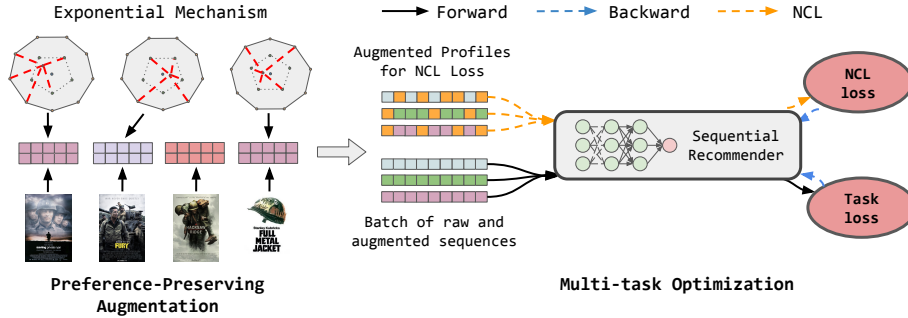 Exponential Mechanism
Forward
Backward
NCL
Augmented Profiles
for NCL Loss
Sequential
Recommender
NCL
loss
Task
loss
Batch of raw and
augmented sequences
FURY
FULL
METAL
JACKET
Preference-Preserving
Augmentation
Multi-task Optimization